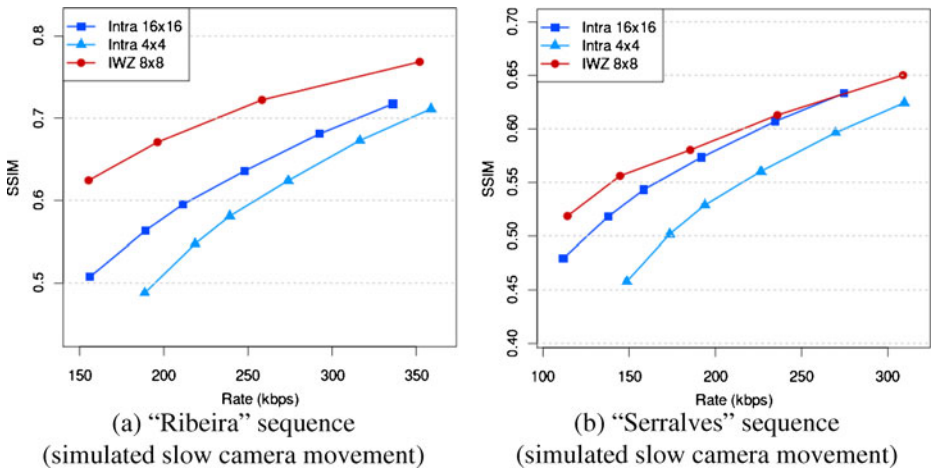 Intra 16x16
Intra 4x4
IWZ 8x8
SSIM
0.8
0.7
0.6
0.5
150 200 250 300 350
Rate (kbps)
(a) “Ribeira” sequence
(simulated slow camera movement)
Intra 16x16
Intra 4x4
IWZ 8x8
SSIM
0.70
0.65
0.60
0.55
0.50
0.45
0.40
100 150 200 250 300
Rate (kbps)
(b) “Serralves” sequence
(simulated slow camera movement)